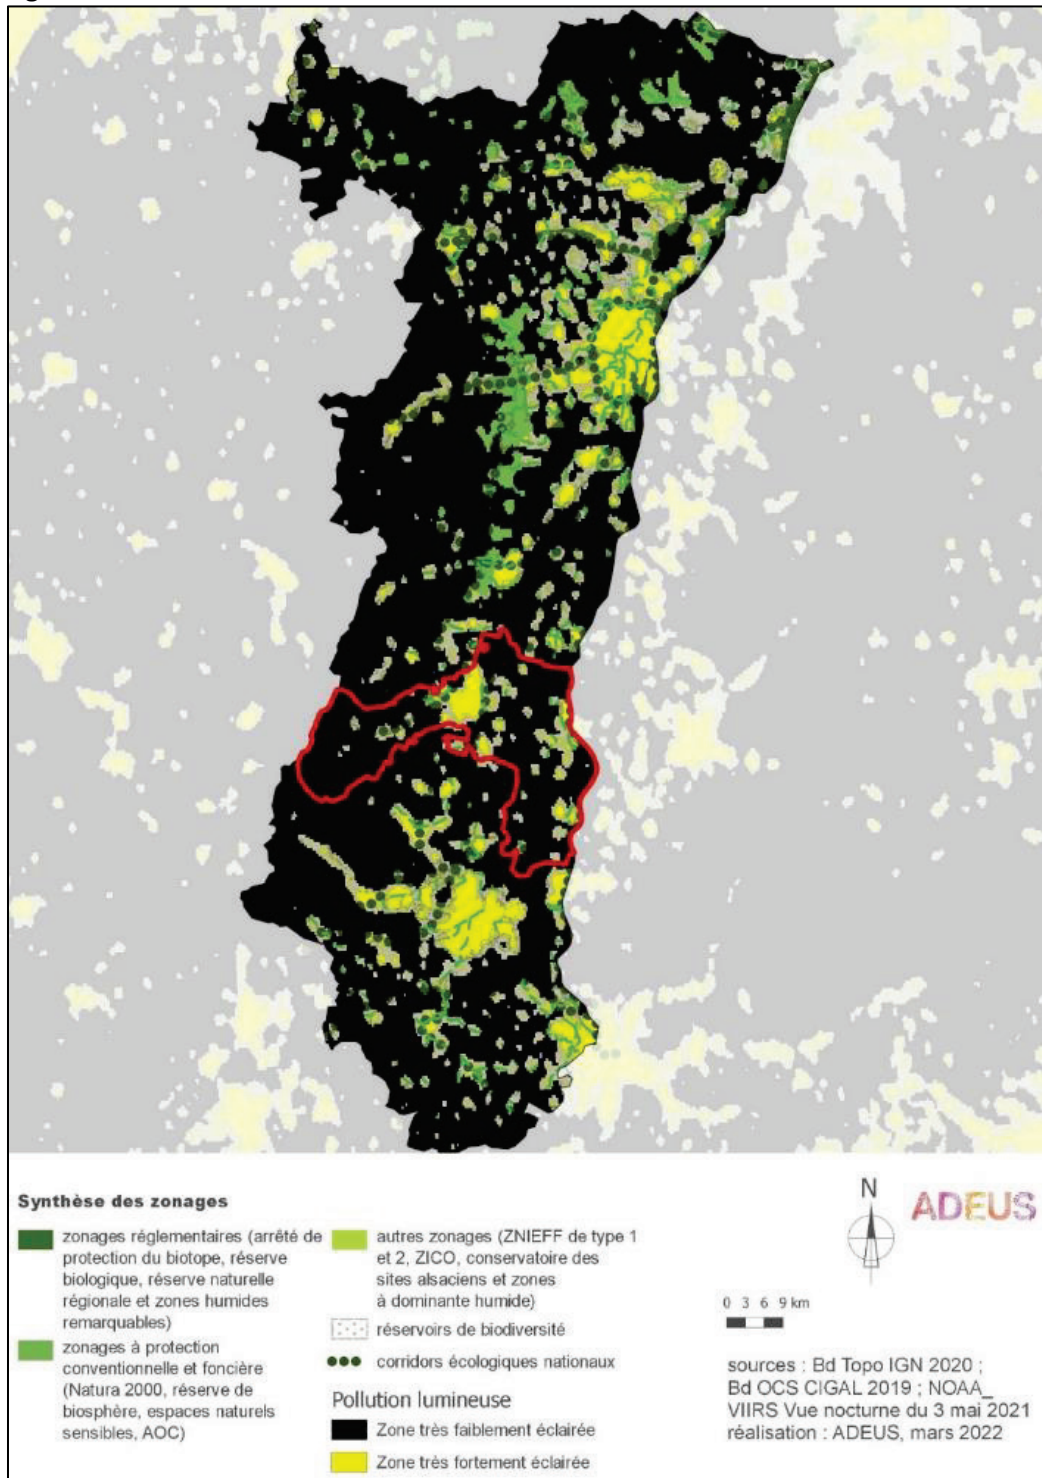 Synthèse des zonages
zonages réglementaires (arrêté de
protection du biotope, réserve
biologique, réserve naturelle
régionale et zones humides
remarquables)
zonages à protection
conventionnelle et foncière
(Natura 2000, réserve de
biosphère, espaces naturels
sensibles, AOC)
autres zonages (ZNIEFF de type 1
et 2, ZICO, conservatoire des
sites alsaciens et zones
à dominante humide)
réservoirs de biodiversité
corridors écologiques nationaux
Pollution lumineuse
Zone très faiblement éclairée
Zone très fortement éclairée
N
ADEUS
0 3 6 9 km
sources : Bd Topo IGN 2020 ;
Bd OCS CIGAL 2019 ; NOAA_
VIIRS Vue nocturne du 3 mai 2021
réalisation : ADEUS, mars 2022